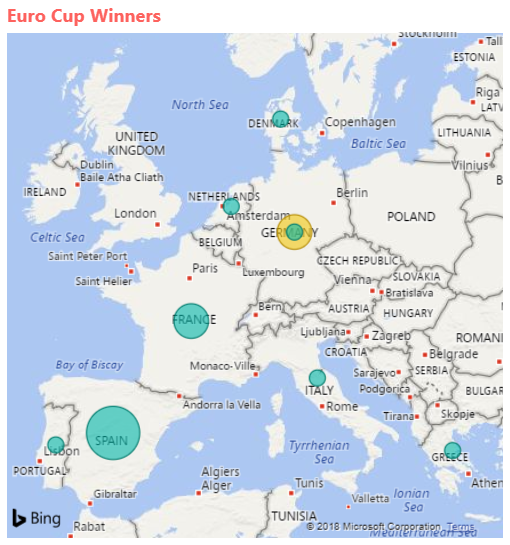 Euro Cup Winners
Stockholm
Tall
ESTONIA
Riga
LATV
North Sea
DENMARK
Copenhagen
UNITED
KINGDOM
LITHUANIA
Baltic Sea
Vilnius
Dublin
Baile Atha Cliath
IRELAND
NETHERLANDS
Berlin
B
London
Amsterdam
POLAND
Celtic Sea
GERMANY
BELGIUM
Saint Peter Port
CZECH REPUBLIC
Paris
Luxembourg
SLAVAKIA
Saint Helier
Vienna
Bratislava
Bern
AUSTRIA
HUNGARY
FRANCE
Ljubljana
Zagreb
ROMANI
CROATIA
Belgrade
Bay of Biscay
Monaco-Ville
Sarajevo
SERBIA
ITALY
Podgorica
BULGAR
Andorra la Vella
Rome
Tirana
Skopje
SPAIN
Lisbon
Tyrrhenian
Sea
GREECE
PORTUGAL
Algiers
Alger
Tunis
Athen
Gibraltar
Valletta
Ionian
Sea
Bing
TUNISIA
Rabat
© 2018 Microsoft Corporation Terms
Mediterranean Sea